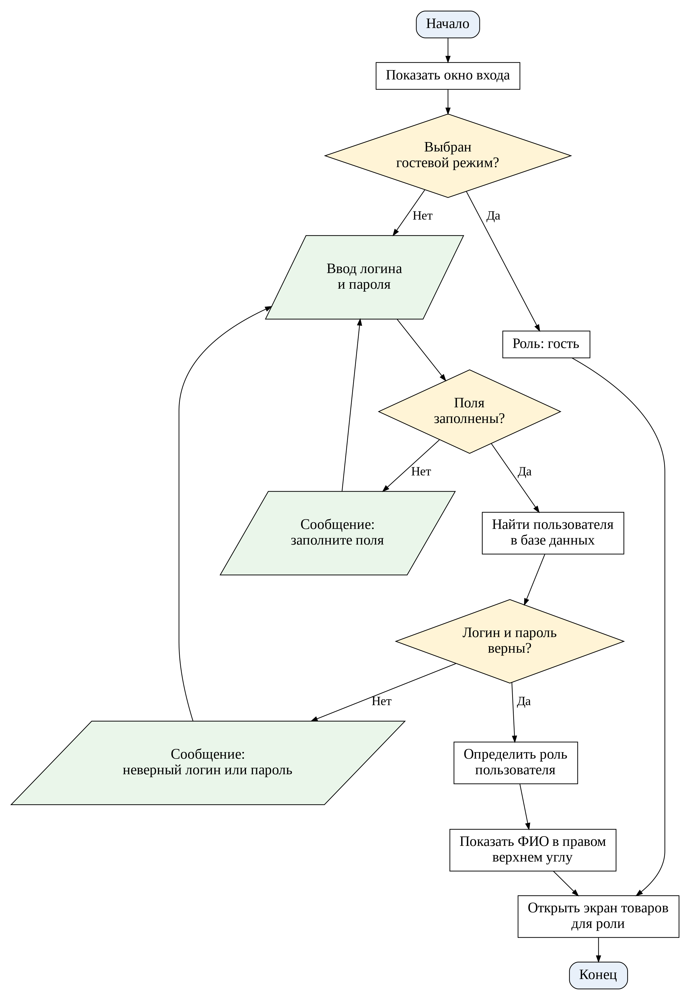 Начало
Показать окно входа
Выбран
гостевой режим?
Нет
Да
Ввод логина
и пароля
Роль: гость
Поля
заполнены?
Нет
Да
Сообщение:
заполните поля
Найти пользователя
в базе данных
Логин и пароль
верны?
Нет
Да
Сообщение:
неверный логин или пароль
Определить роль
пользователя
Показать ФИО в правом
верхнем углу
Открыть экран товаров
для роли
Конец